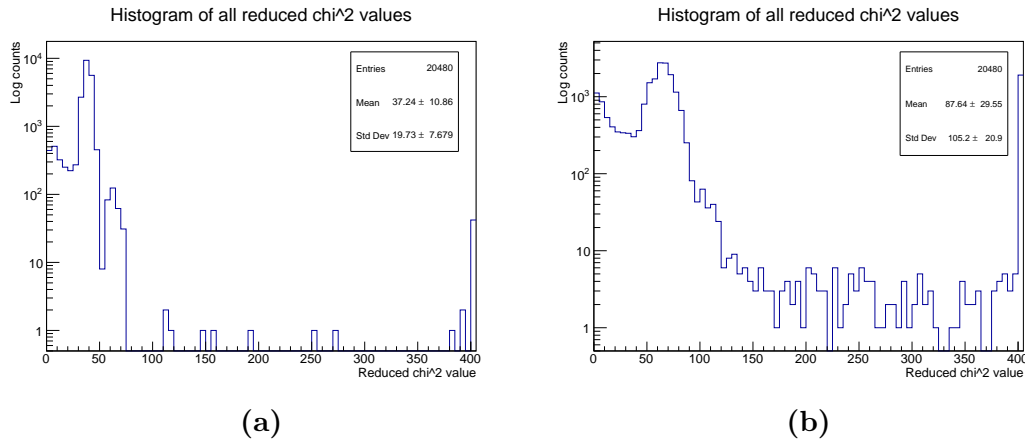 Histogram of all reduced chi^2 values
Log counts
10^4
10^3
10^2
10
1
0 50 100 150 200 250 300 350 400
Reduced chi^2 value
Entries 20480
Mean 37.24 ± 10.86
Std Dev 19.73 ± 7.679
(a)
Histogram of all reduced chi^2 values
Log counts
10^3
10^2
10
1
0 50 100 150 200 250 300 350 400
Reduced chi^2 value
Entries 20480
Mean 87.64 ± 29.55
Std Dev 105.2 ± 20.9
(b)